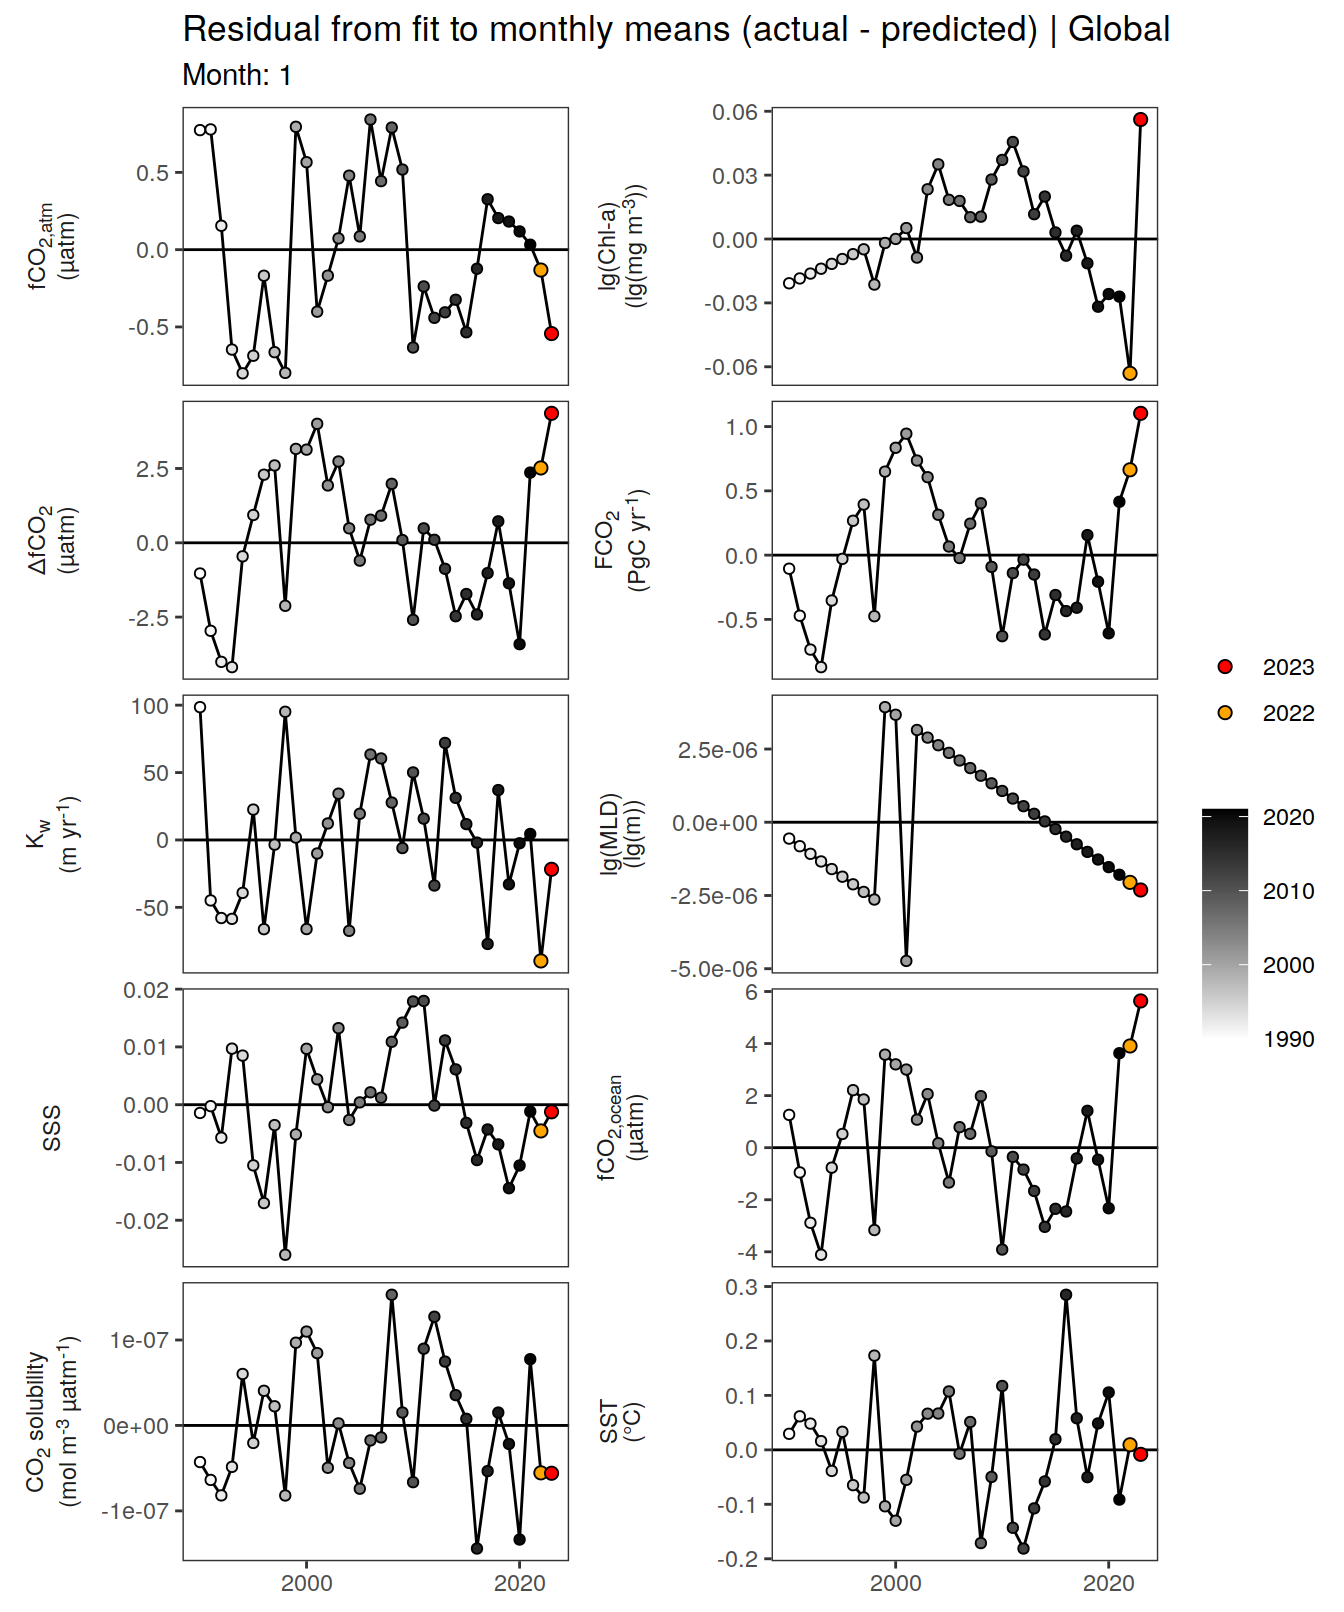 Residual from fit to monthly means (actual - predicted) | Global
Month: 1
fCO2,atm
(µatm)
0.5
0.0
-0.5
lg(Chl-a)
(lg(mg m-3))
0.06
0.03
0.00
-0.03
-0.06
ΔfCO2
(µatm)
2.5
0.0
-2.5
FCO2
(PgC yr-1)
1.0
0.5
0.0
-0.5
Kw
(m yr-1)
100
50
0
-50
lg(MLD)
(lg(m))
2.5e-06
0.0e+00
-2.5e-06
-5.0e-06
SSS
0.02
0.01
0.00
-0.01
-0.02
fCO2,ocean
(µatm)
6
4
2
0
-2
-4
CO2 solubility
(mol m-3 µatm-1)
1e-07
0e+00
-1e-07
2000
2020
SST
(°C)
0.3
0.2
0.1
0.0
-0.1
-0.2
2000
2020
2023
2022
2020
2010
2000
1990